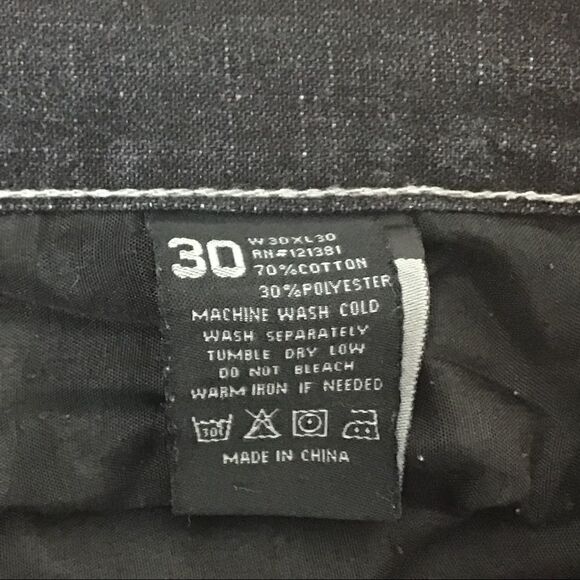 30 W30XL30
RN#121381
70%COTTON
30%POLYESTER
MACHINE WASH COLD
WASH SEPARATELY
TUMBLE DRY LOW
DO NOT BLEACH
WARM IRON IF NEEDED
MADE IN CHINA